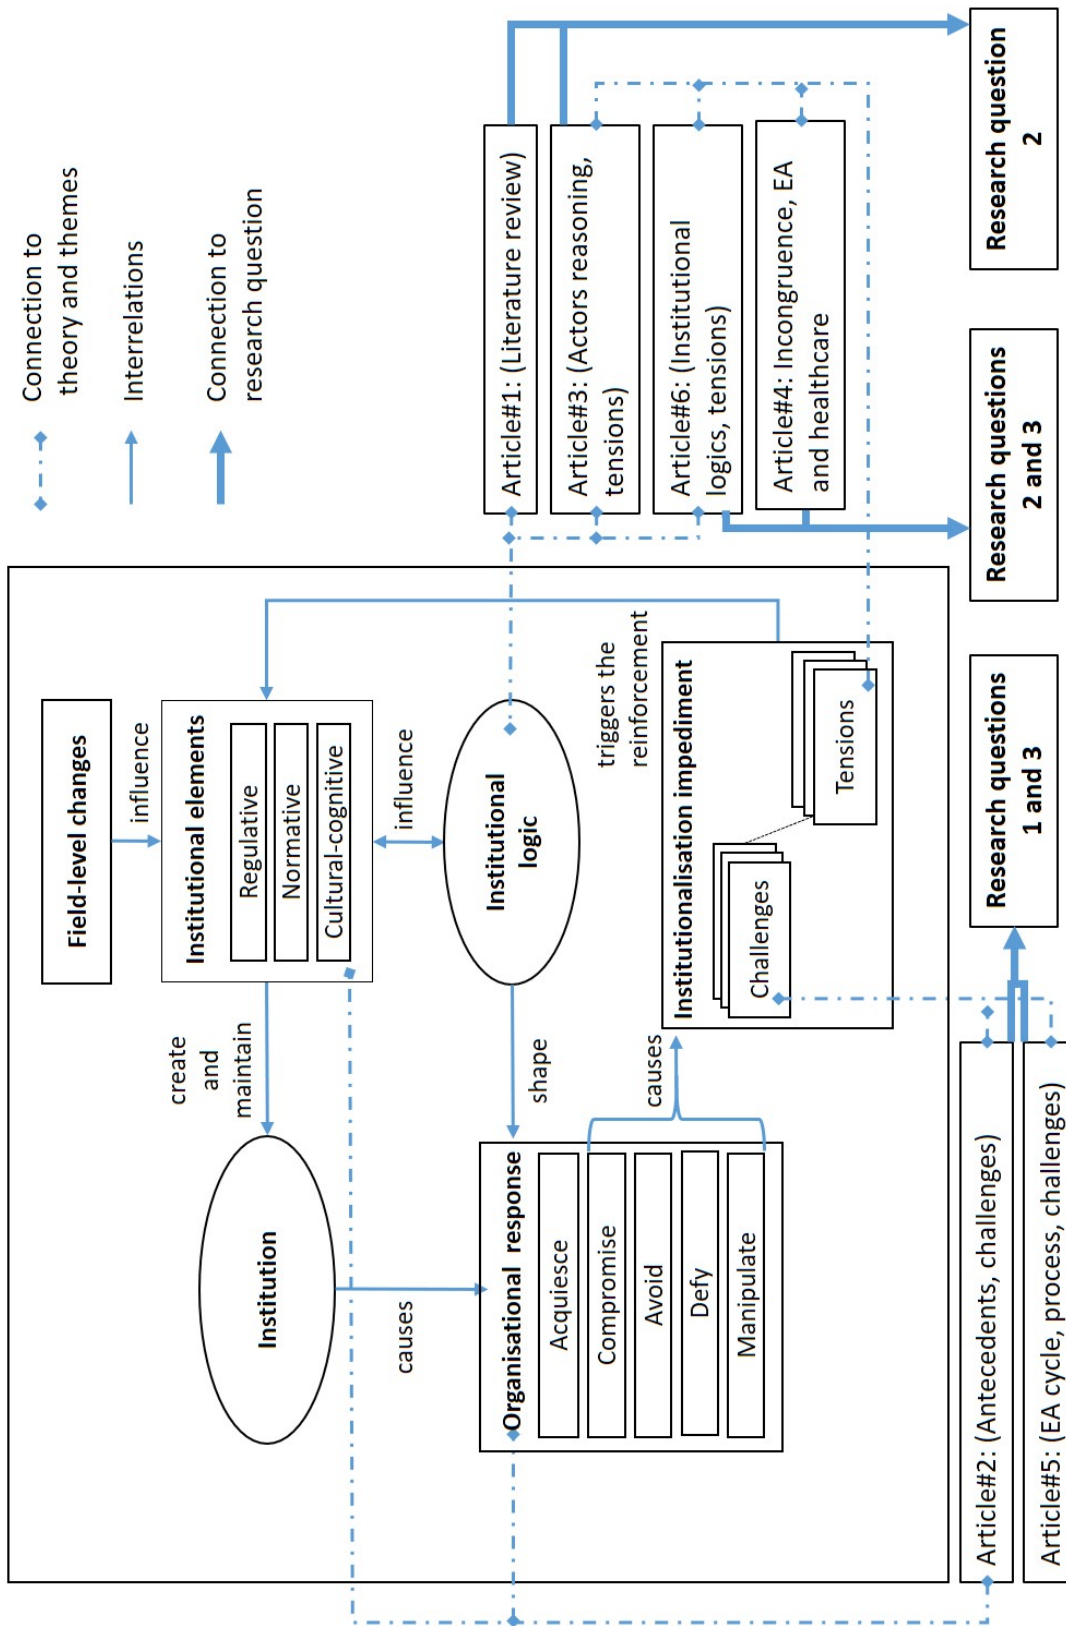 Connection to
theory and themes
Interrelations
Connection to
research question
Field-level changes
influence
Institutional elements
Regulative
Normative
Cultural-cognitive
create
and
maintain
Institution
causes
influence
Institutional
logic
shape
Organisational response
Acquiesce
Compromise
Avoid
Defy
Manipulate
causes
triggers the
reinforcement
Institutionalisation impediment
Challenges
Tensions
Article#1: (Literature review)
Article#3: (Actors reasoning,
tensions)
Article#6: (Institutional
logics, tensions)
Article#4: Incongruence, EA
and healthcare
Article#2: (Antecedents, challenges)
Article#5: (EA cycle, process, challenges)
Research questions
1 and 3
Research questions
2 and 3
Research question
2